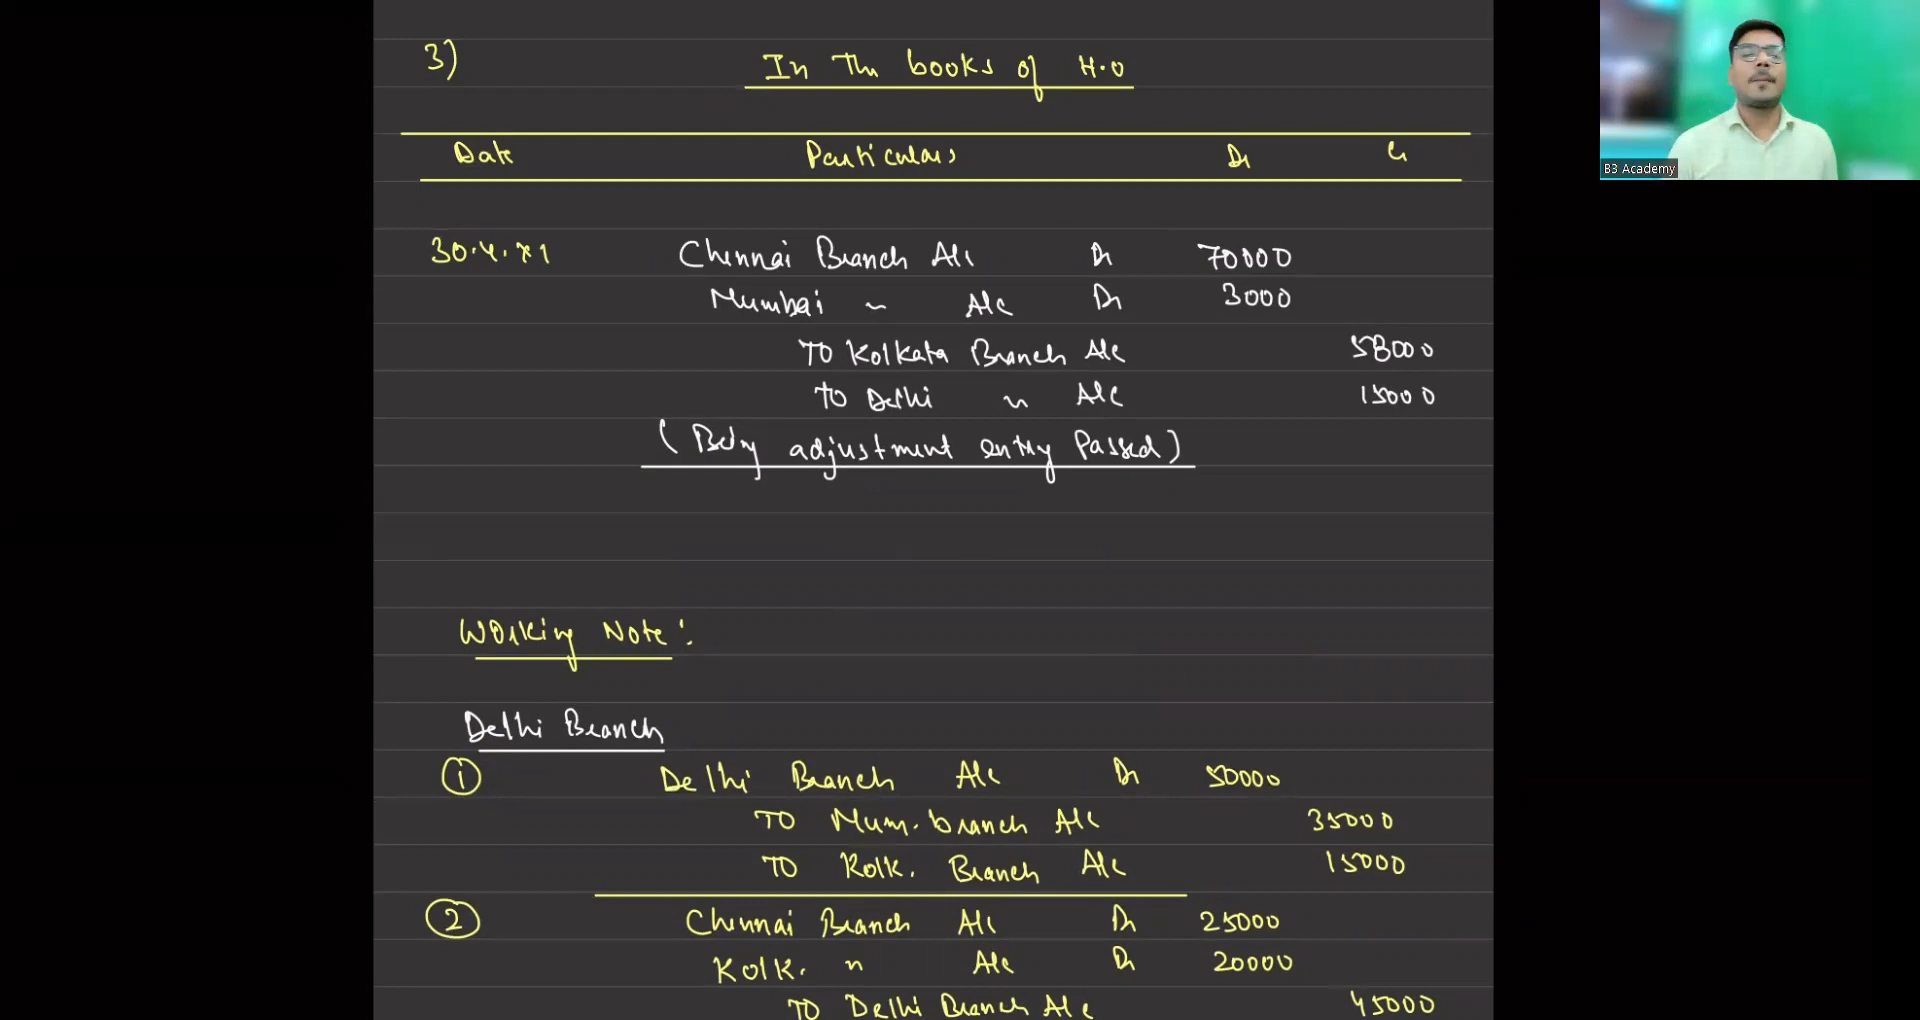 3) In The books of H.O
Date Particulars Dr Cr
30.4.x1 Chennai Branch A/c Dr 70000
Mumbai " A/c Dr 3000
TO Kolkata Branch A/c 58000
TO Delhi " A/c 15000
( adjustment entry Passed)
Working Note:
Delhi Branch
① Delhi Branch A/c Dr 50000
TO Mum. branch A/c 35000
TO Kolk. Branch A/c 15000
② Chennai Branch A/c Dr 25000
Kolk. " A/c Dr 20000
TO Delhi Branch A/c 45000
B3 Academy